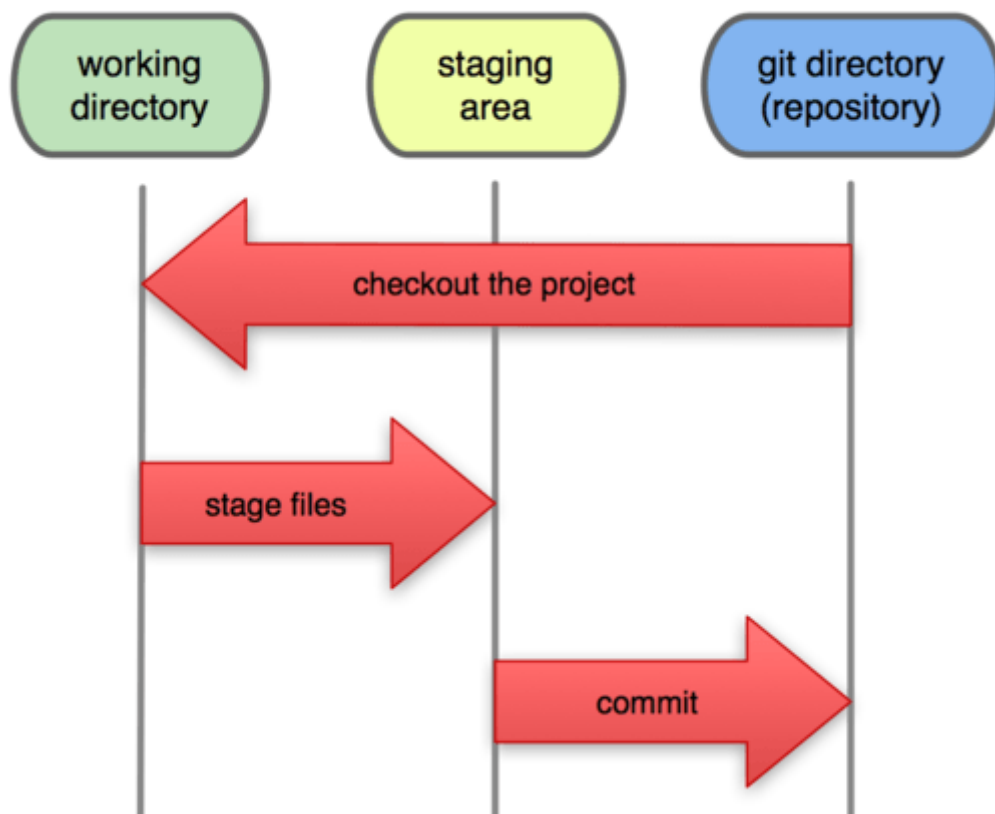 working
directory
staging
area
git directory
(repository)
checkout the project
stage files
commit